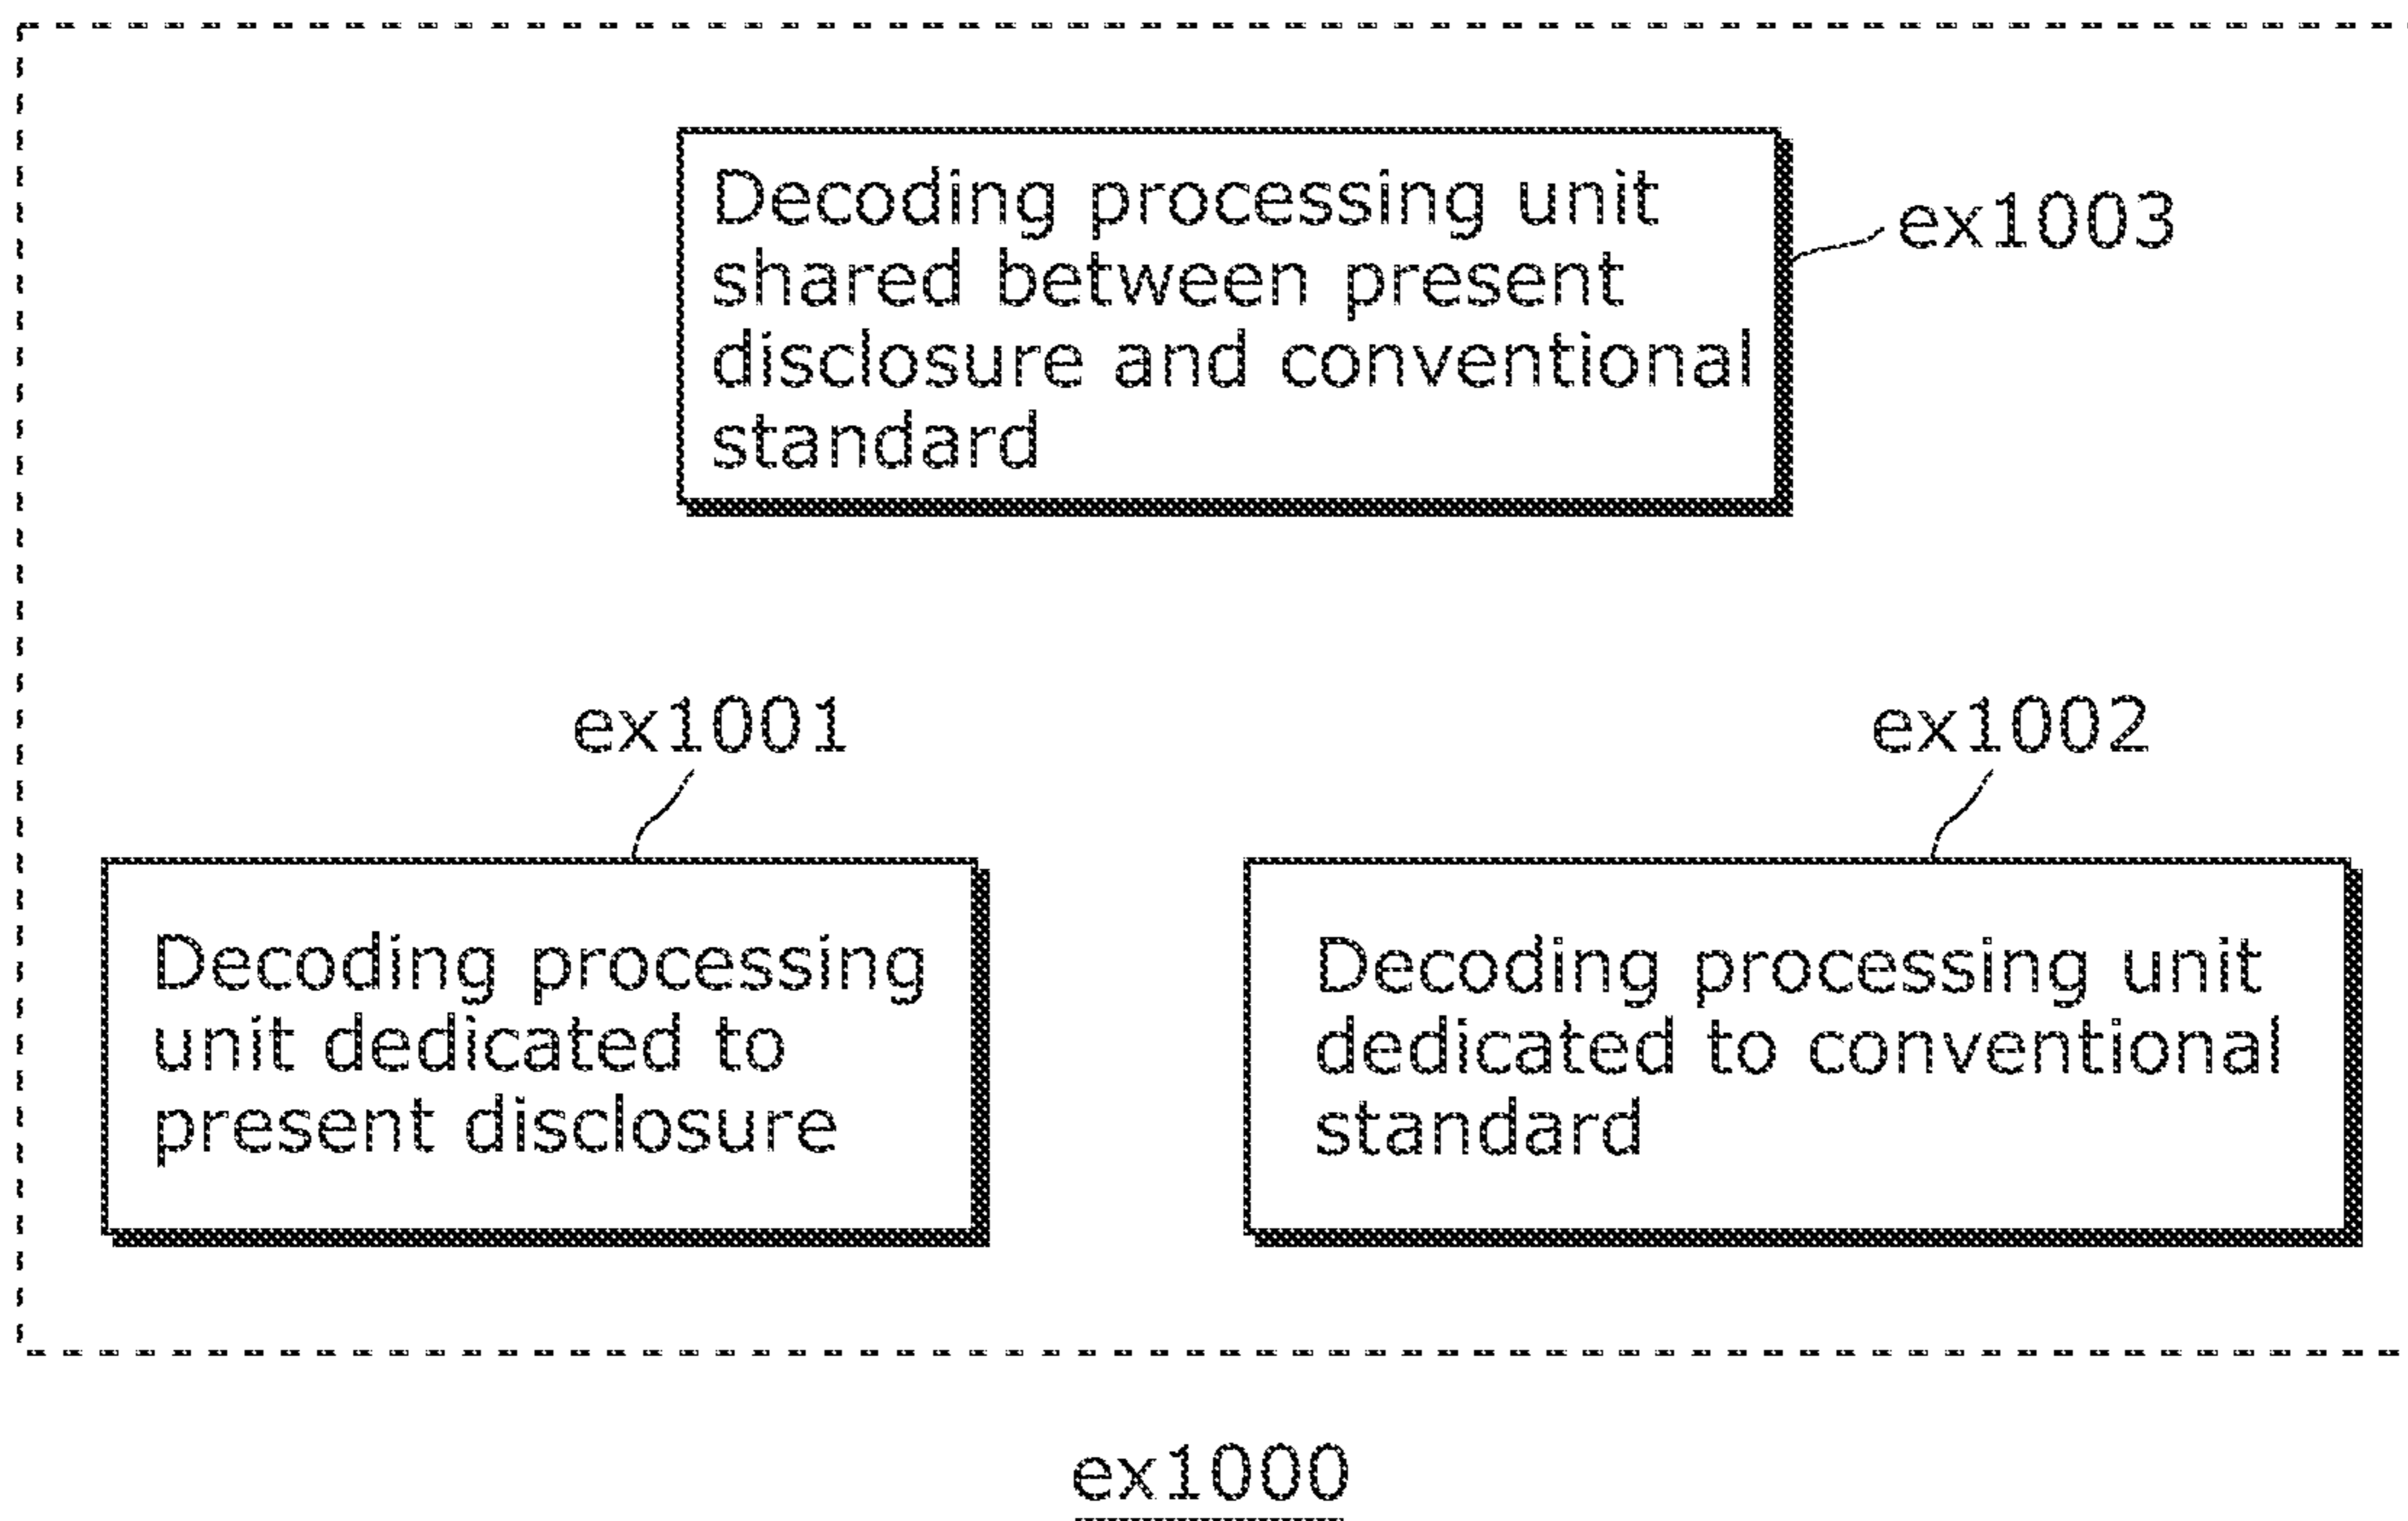 Decoding processing unit
shared between present
disclosure and conventional
standard
ex1003
ex1001
ex1002
Decoding processing
unit dedicated to
present disclosure
Decoding processing unit
dedicated to conventional
standard
ex1000